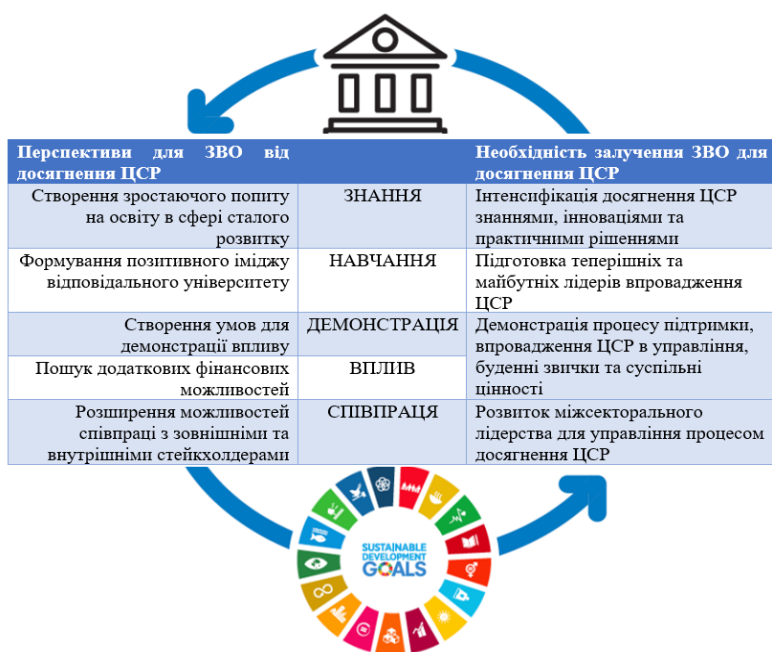 Перспективи для ЗВО від
досягнення ЦСР
Необхідність залучення ЗВО для
досягнення ЦСР
Створення зростаючого попиту
на освіту в сфері сталого
розвитку
ЗНАННЯ
Інтенсифікація досягнення ЦСР
знаннями, інноваціями та
практичними рішеннями
Формування позитивного іміджу
відповідального університету
НАВЧАННЯ
Підготовка теперішніх та
майбутніх лідерів впровадження
ЦСР
Створення умов для
демонстрації впливу
ДЕМОНСТРАЦІЯ
Демонстрація процесу підтримки,
впровадження ЦСР в управління,
буденні звички та суспільні
цінності
Пошук додаткових фінансових
можливостей
ВПЛИВ
Розширення можливостей
співпраці з зовнішніми та
внутрішніми стейкхолдерами
СПІВПРАЦЯ
Розвиток міжсекторального
лідерства для управління процесом
досягнення ЦСР
SUSTAINABLE
DEVELOPMENT
GOALS